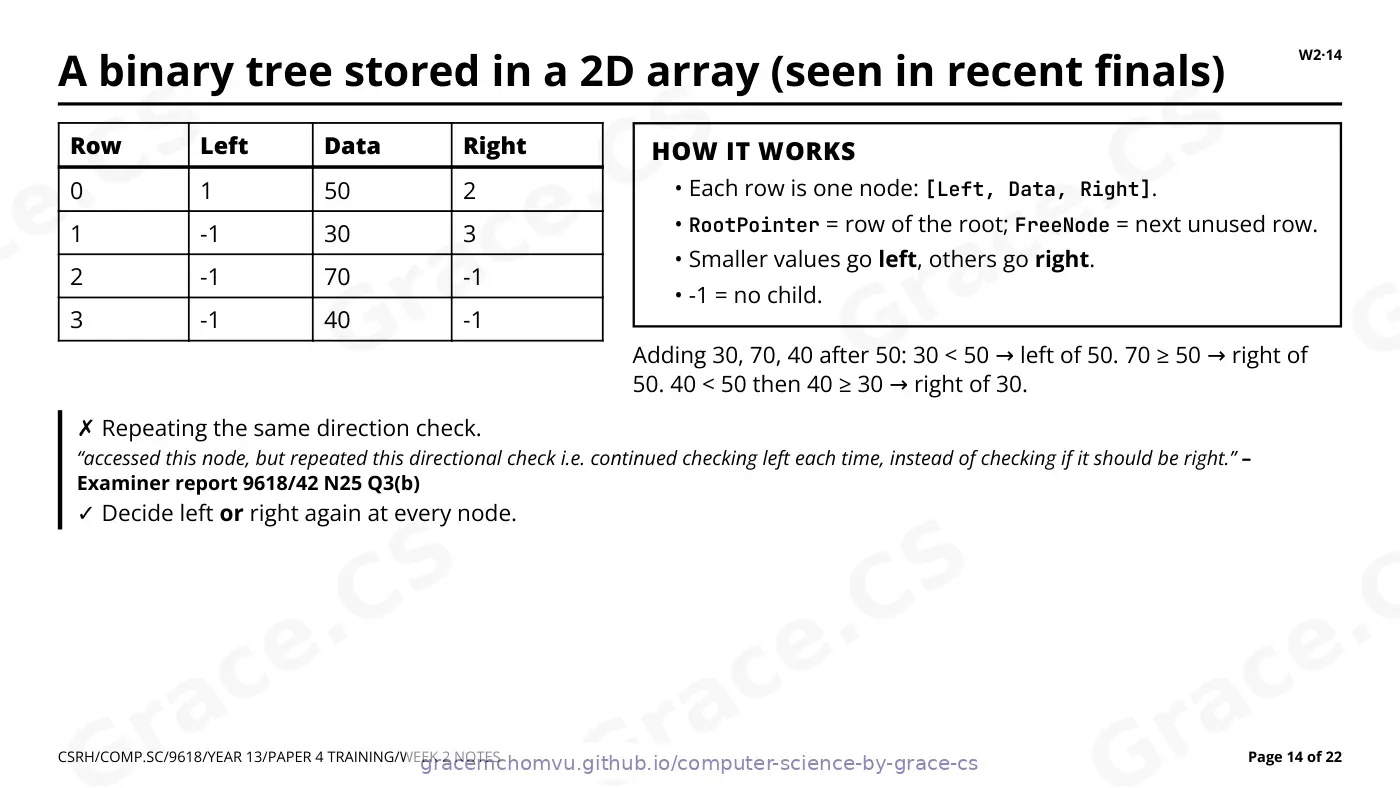 A binary tree stored in a 2D array (seen in recent finals)
W2·14
Row Left Data Right
0 1 50 2
1 -1 30 3
2 -1 70 -1
3 -1 40 -1
HOW IT WORKS
• Each row is one node: [Left, Data, Right].
• RootPointer = row of the root; FreeNode = next unused row.
• Smaller values go left, others go right.
• -1 = no child.
Adding 30, 70, 40 after 50: 30 < 50 → left of 50. 70 ≥ 50 → right of
50. 40 < 50 then 40 ≥ 30 → right of 30.
✗ Repeating the same direction check.
“accessed this node, but repeated this directional check i.e. continued checking left each time, instead of checking if it should be right.” –
Examiner report 9618/42 N25 Q3(b)
✓ Decide left or right again at every node.
Grace.CS
CSRH/COMP.SC/9618/YEAR 13/PAPER 4 TRAINING/WEEK 2 NOTES
gracemchomvu.github.io/computer-science-by-grace-cs
Page 14 of 22